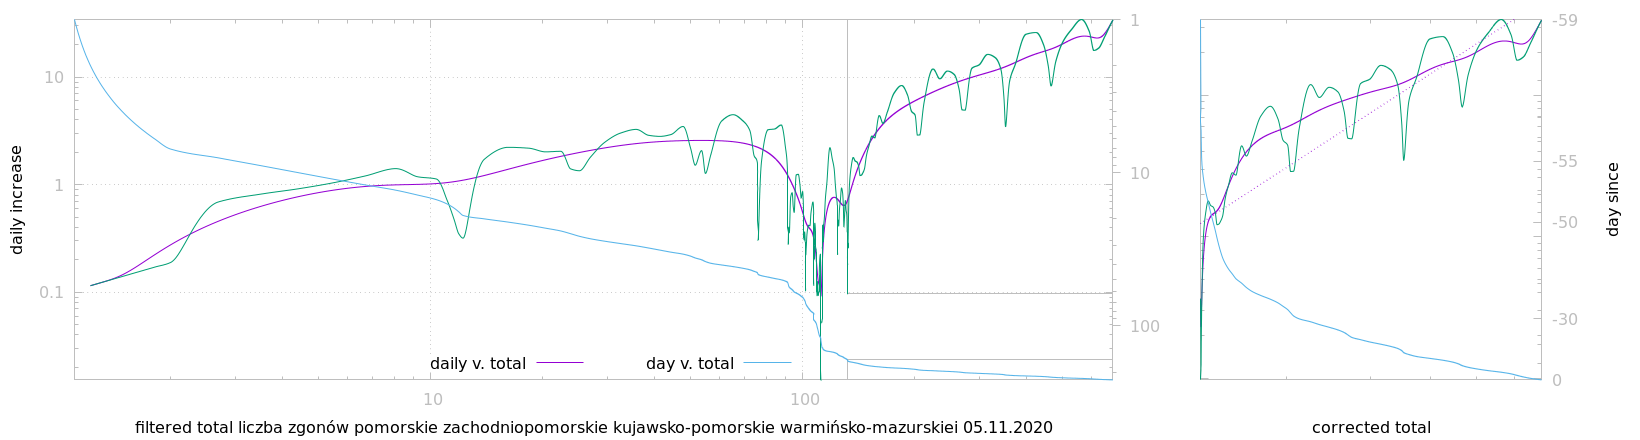 daily increase
10
1
0.1
daily v. total
day v. total
10
100
1
10
100
filtered total liczba zgonów pomorskie zachodniopomorskie kujawsko-pomorskie warmińsko-mazurskiei 05.11.2020
-59
-55
-50
-30
0
day since
corrected total